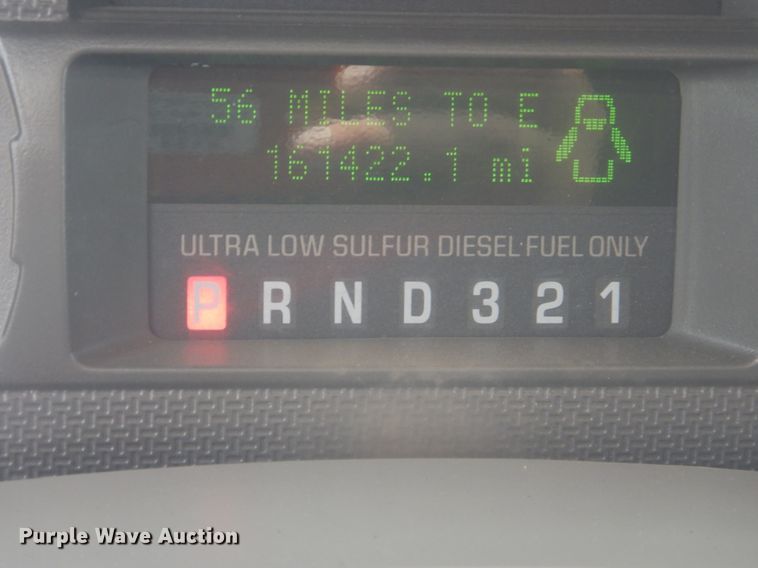 56 MILES TO E
161422.1 mi
ULTRA LOW SULFUR DIESEL FUEL ONLY
P R N D 3 2 1
Purple Wave Auction